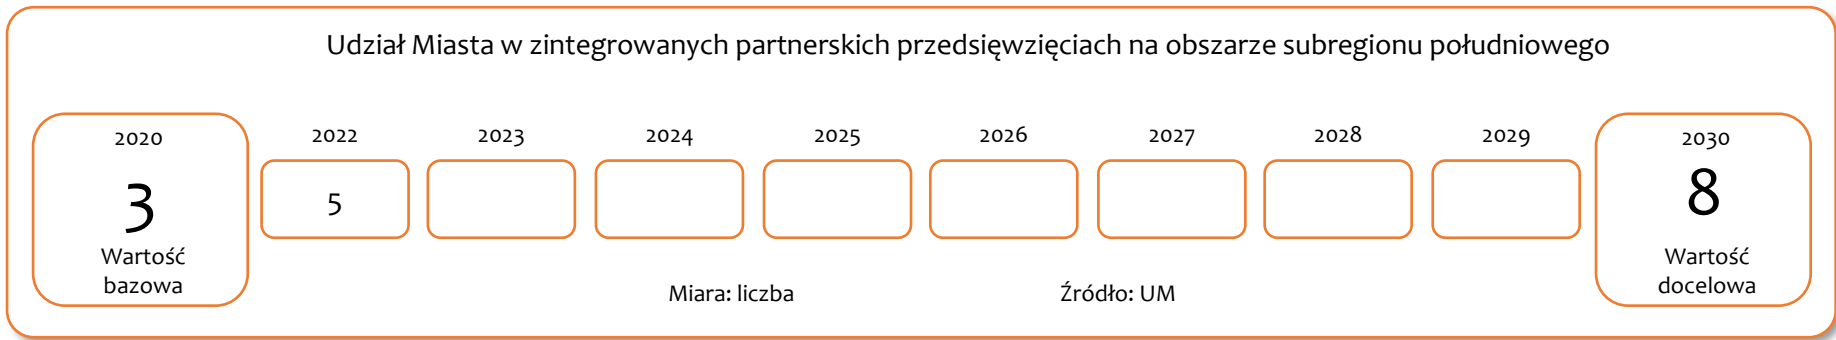 Udział Miasta w zintegrowanych partnerskich przedsięwzięciach na obszarze subregionu południowego
2020
3
Wartość
bazowa
2022
5
2023
2024
2025
2026
2027
2028
2029
2030
8
Wartość
docelowa
Miara: liczba
Źródło: UM